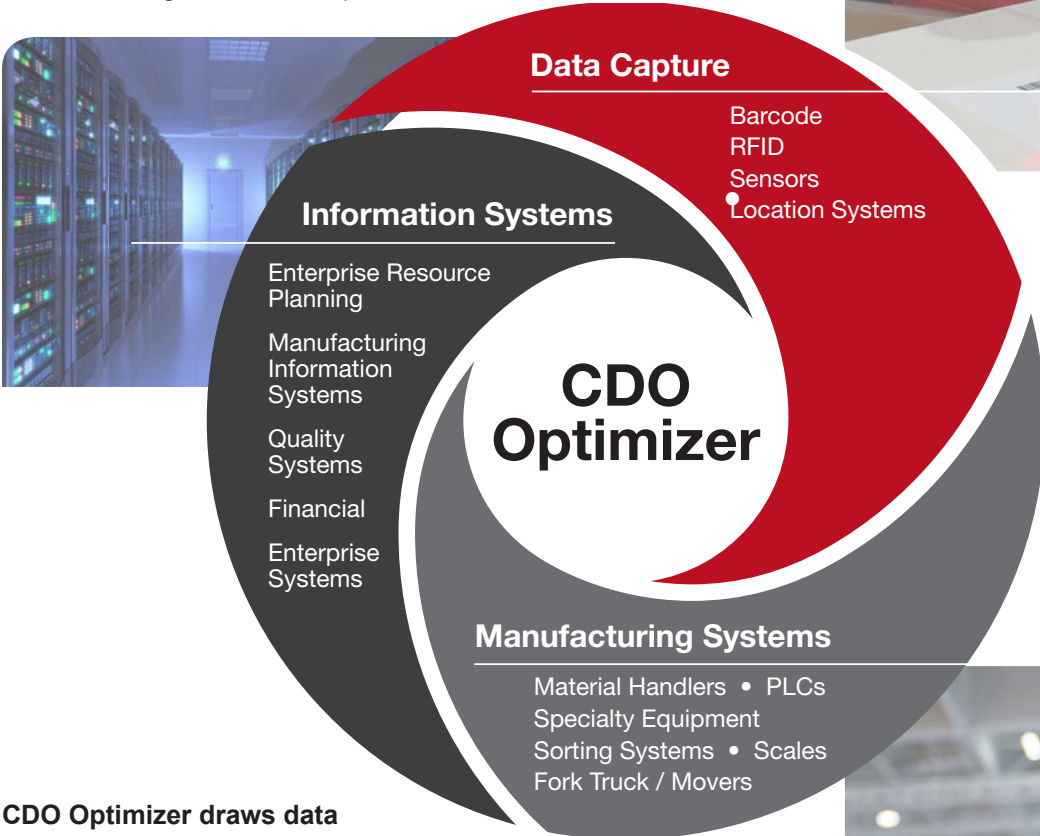 Data Capture
Barcode
RFID
Sensors
Location Systems
Information Systems
Enterprise Resource
Planning
Manufacturing
Information
Systems
Quality
Systems
Financial
Enterprise
Systems
CDO
Optimizer
Manufacturing Systems
Material Handlers • PLCs
Specialty Equipment
Sorting Systems • Scales
Fork Truck / Movers
CDO Optimizer draws data